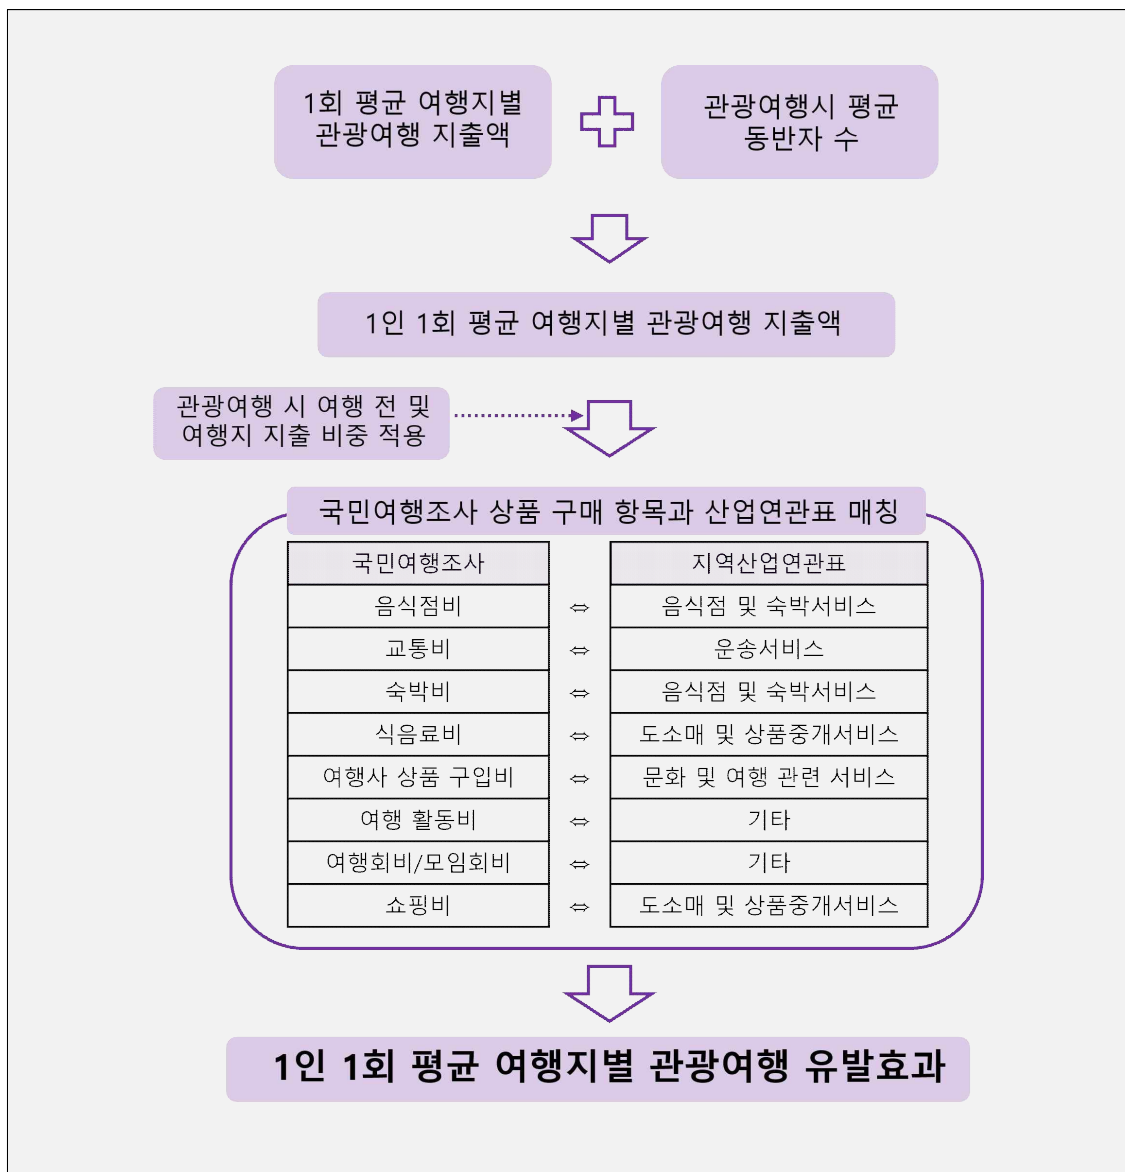 1회 평균 여행지별
관광여행 지출액
관광여행시 평균
동반자 수
1인 1회 평균 여행지별 관광여행 지출액
관광여행 시 여행 전 및
여행지 지출 비중 적용
국민여행조사 상품 구매 항목과 산업연관표 매칭
국민여행조사 지역산업연관표
음식점비 ⇔ 음식점 및 숙박서비스
교통비 ⇔ 운송서비스
숙박비 ⇔ 음식점 및 숙박서비스
식음료비 ⇔ 도소매 및 상품중개서비스
여행사 상품 구입비 ⇔ 문화 및 여행 관련 서비스
여행 활동비 ⇔ 기타
여행회비/모임회비 ⇔ 기타
쇼핑비 ⇔ 도소매 및 상품중개서비스
1인 1회 평균 여행지별 관광여행 유발효과